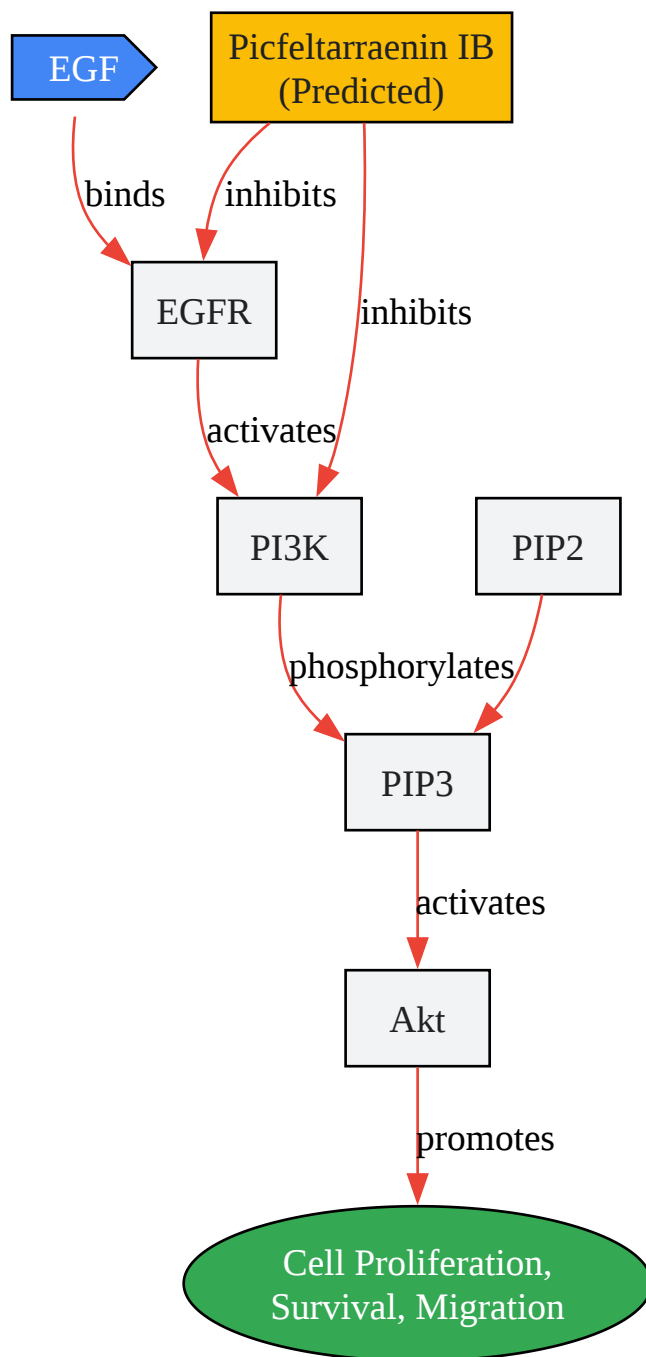 EGF
Picfeltarraenin IB
(Predicted)
binds
inhibits
EGFR
inhibits
activates
PI3K
PIP2
phosphorylates
PIP3
activates
Akt
promotes
Cell Proliferation,
Survival, Migration